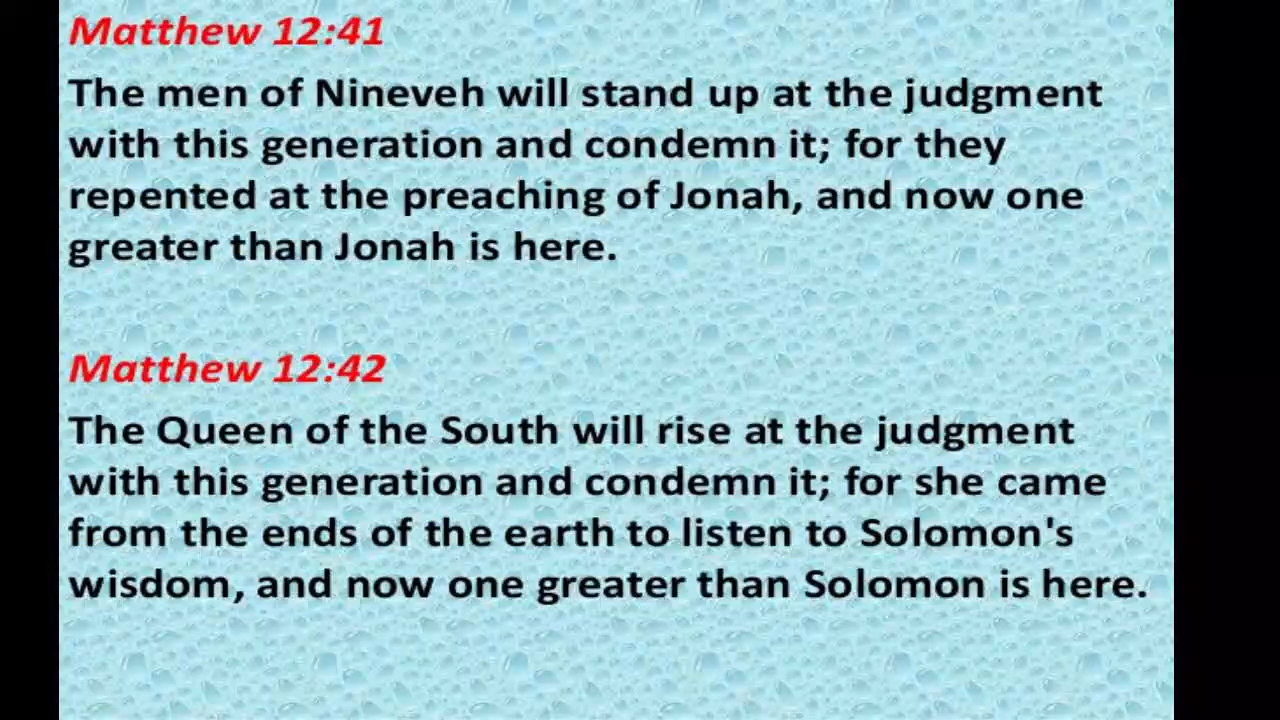 Matthew 12:41
The men of Nineveh will stand up at the judgment
with this generation and condemn it; for they
repented at the preaching of Jonah, and now one
greater than Jonah is here.
Matthew 12:42
The Queen of the South will rise at the judgment
with this generation and condemn it; for she came
from the ends of the earth to listen to Solomon's
wisdom, and now one greater than Solomon is here.